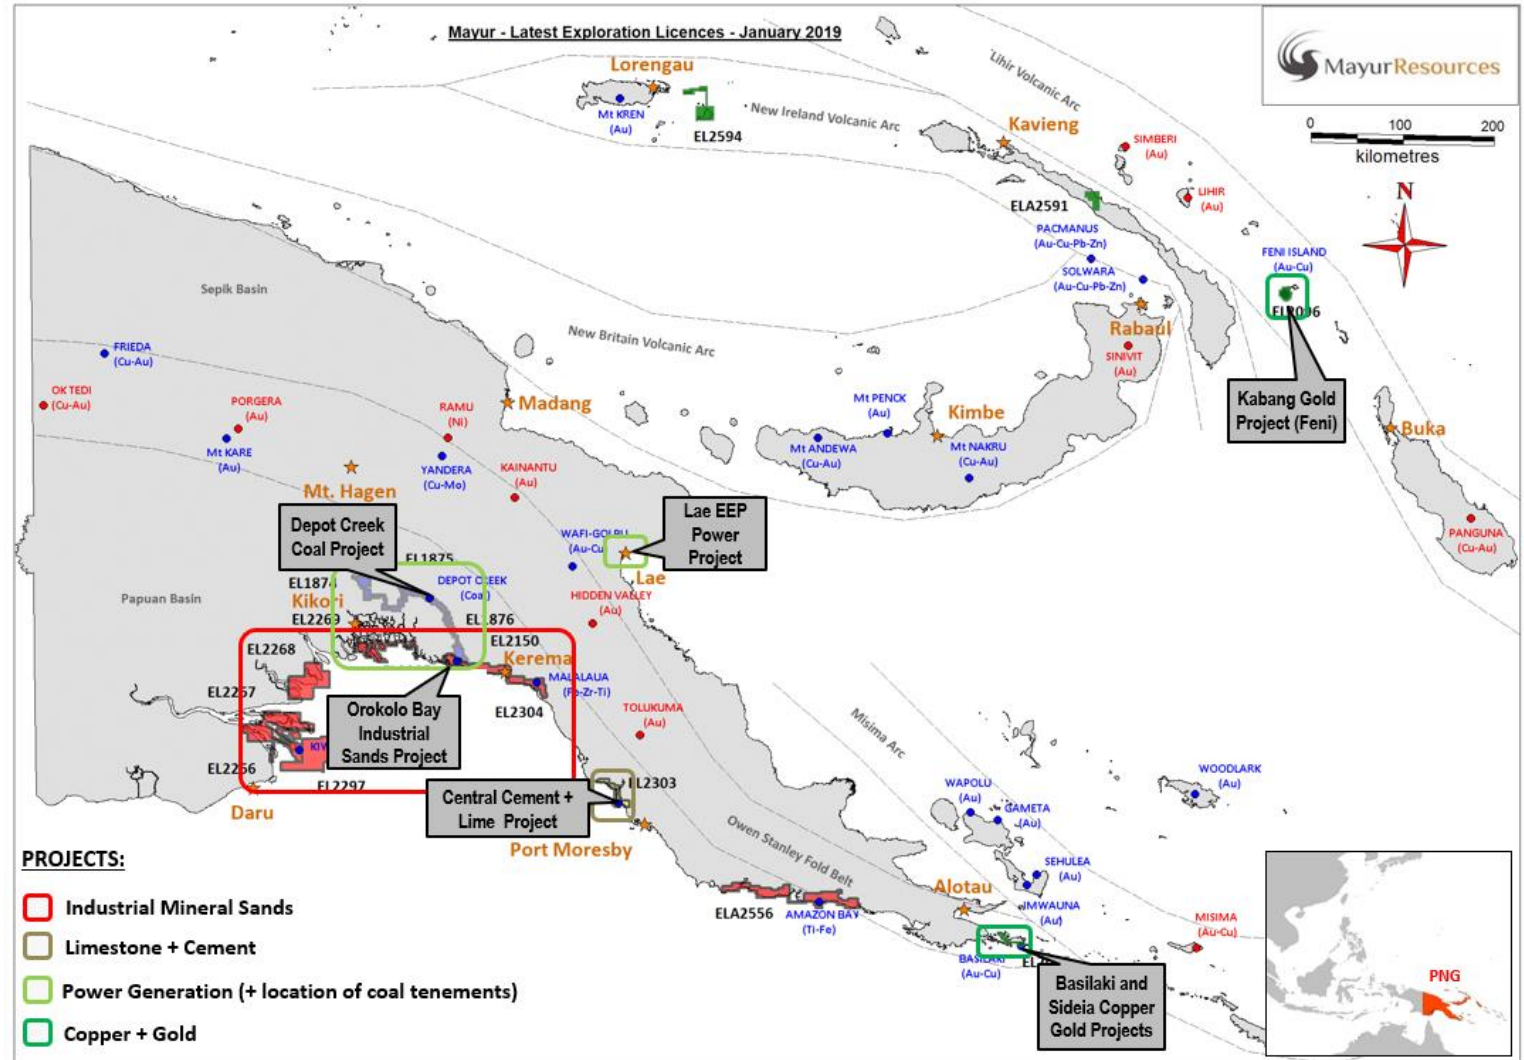 Mayur - Latest Exploration Licences - January 2019
MayurResources
0 100 200
kilometres
N
Lorengau
Mt KREN
(Au)
EL2594
New Ireland Volcanic Arc
Lihir Volcanic Arc
Kavieng
SIMBERI
(Au)
LIHIR
(Au)
ELA2591
PACMANUS
(Au-Cu-Pb-Zn)
SOLWARA
(Au-Cu-Pb-Zn)
FENI ISLAND
(Au-Cu)
Rabaul
SINIVIT
(Au)
Kabang Gold
Project (Feni)
Sepik Basin
New Britain Volcanic Arc
FRIEDA
(Cu-Au)
OK TEDI
(Cu-Au)
PORGERA
(Au)
Mt KARE
(Au)
RAMU
(Ni)
YANDERA
(Cu-Mo)
Madang
KAINANTU
(Au)
Mt PENCK
(Au)
Kimbe
Mt ANDEWA
(Cu-Au)
Mt NAKRU
(Cu-Au)
Buka
PANGUNA
(Cu-Au)
Mt. Hagen
Depot Creek
Coal Project
Lae EEP
Power
Project
WAFI-GOLPU
(Au-Cu
Lae
HIDDEN VALLEY
(Au)
EL1875
EL1874
DEPOT CREEK
(Coal)
Papuan Basin
Kikori
EL2269
EL1876
EL2150
EL2268
Kerema
MALALAUA
(Fe-Zr-Ti)
EL2267
EL2304
Orokolo Bay
Industrial
Sands Project
TOLUKUMA
(Au)
EL2266
EL2297
Daru
EL2303
Central Cement +
Lime Project
Port Moresby
Misima Arc
Owen Stanley Fold Belt
WAPOLU
(Au)
GAMETA
(Au)
WOODLARK
(Au)
SEHULEA
(Au)
IMWAUNA
(Au)
Alotau
ELA2556
AMAZON BAY
(Ti-Fe)
MISIMA
(Au-Cu)
BASILAKI
(Au-Cu)
Basilaki and
Sideia Copper
Gold Projects
PNG
PROJECTS:
Industrial Mineral Sands
Limestone + Cement
Power Generation (+ location of coal tenements)
Copper + Gold